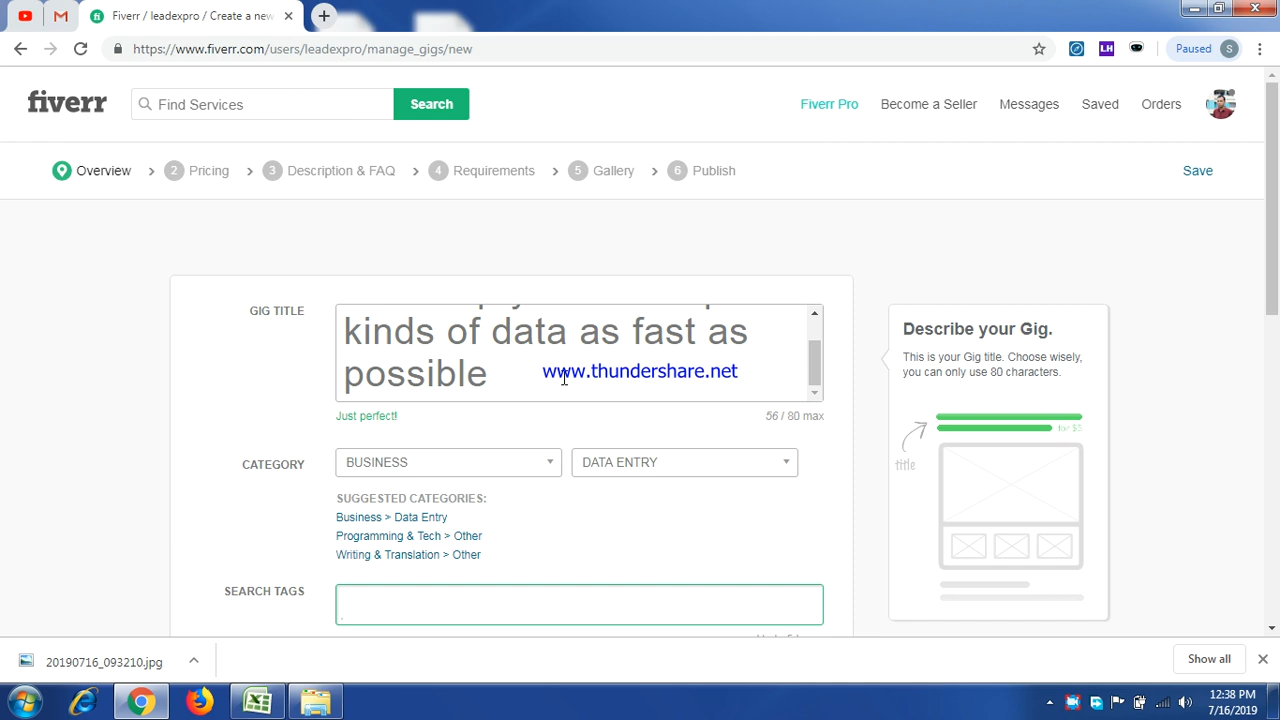 Fiverr / leadexpro / Create a new
https://www.fiverr.com/users/leadexpro/manage_gigs/new
LH
Paused S
fiverr
Find Services
Search
Fiverr Pro
Become a Seller
Messages
Saved
Orders
Overview
2 Pricing
3 Description & FAQ
4 Requirements
5 Gallery
6 Publish
Save
GIG TITLE
kinds of data as fast as
possible
www.thundershare.net
Just perfect!
56 / 80 max
Describe your Gig.
This is your Gig title. Choose wisely,
you can only use 80 characters.
for $5
title
CATEGORY
BUSINESS
DATA ENTRY
SUGGESTED CATEGORIES:
Business > Data Entry
Programming & Tech > Other
Writing & Translation > Other
SEARCH TAGS
20190716_093210.jpg
Show all
12:38 PM
7/16/2019